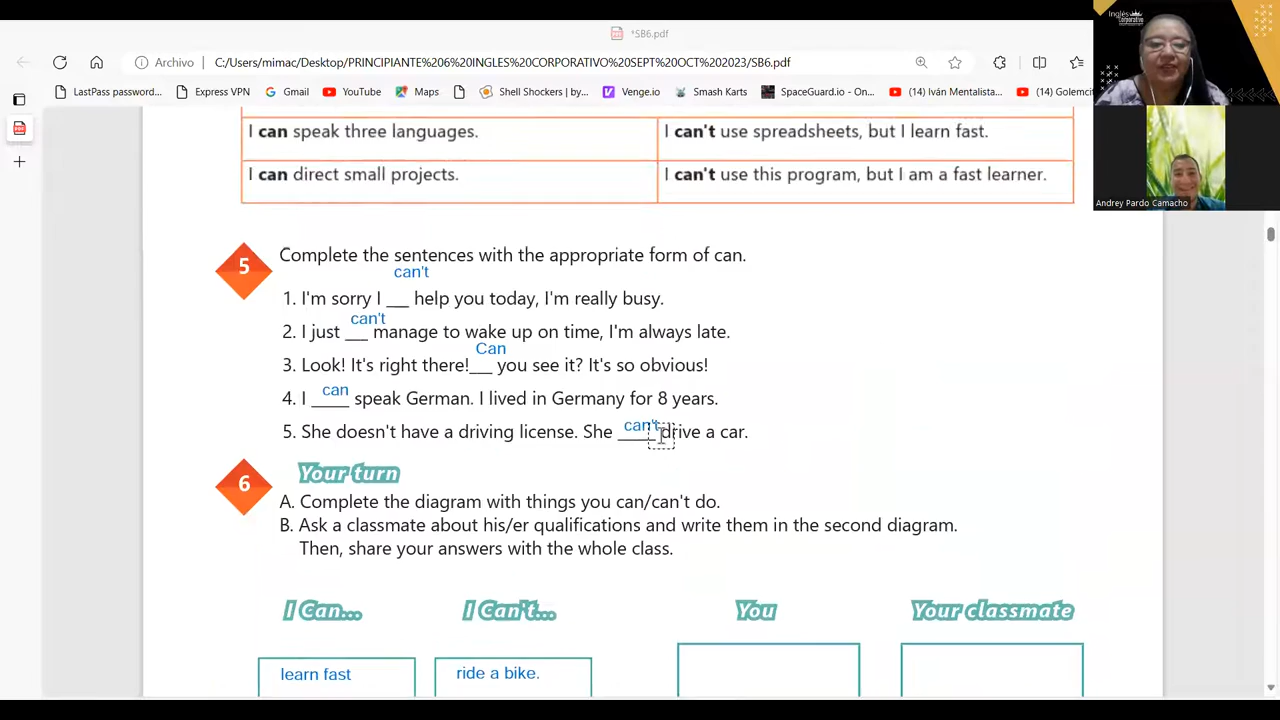 *SB6.pdf
Archivo
C:/Users/mimac/Desktop/PRINCIPIANTE%206%20INGLES%20CORPORATIVO%20SEPT%20OCT%202023/SB6.pdf
LastPass password...
Express VPN
Gmail
YouTube
Maps
Shell Shockers | by...
Venge.io
Smash Karts
SpaceGuard.io - On...
(14) Iván Mentalista...
(14) Golemcit
Inglés
Corporativo
Andrey Pardo Camacho
I can speak three languages.
I can't use spreadsheets, but I learn fast.
I can direct small projects.
I can't use this program, but I am a fast learner.
5
Complete the sentences with the appropriate form of can.
can't
1. I'm sorry I ___ help you today, I'm really busy.
can't
2. I just ___ manage to wake up on time, I'm always late.
Can
3. Look! It's right there!___ you see it? It's so obvious!
can
4. I _____ speak German. I lived in Germany for 8 years.
can't
5. She doesn't have a driving license. She _____ drive a car.
6
Your turn
A. Complete the diagram with things you can/can't do.
B. Ask a classmate about his/er qualifications and write them in the second diagram.
Then, share your answers with the whole class.
I Can...
I Can't...
You
Your classmate
learn fast
ride a bike.